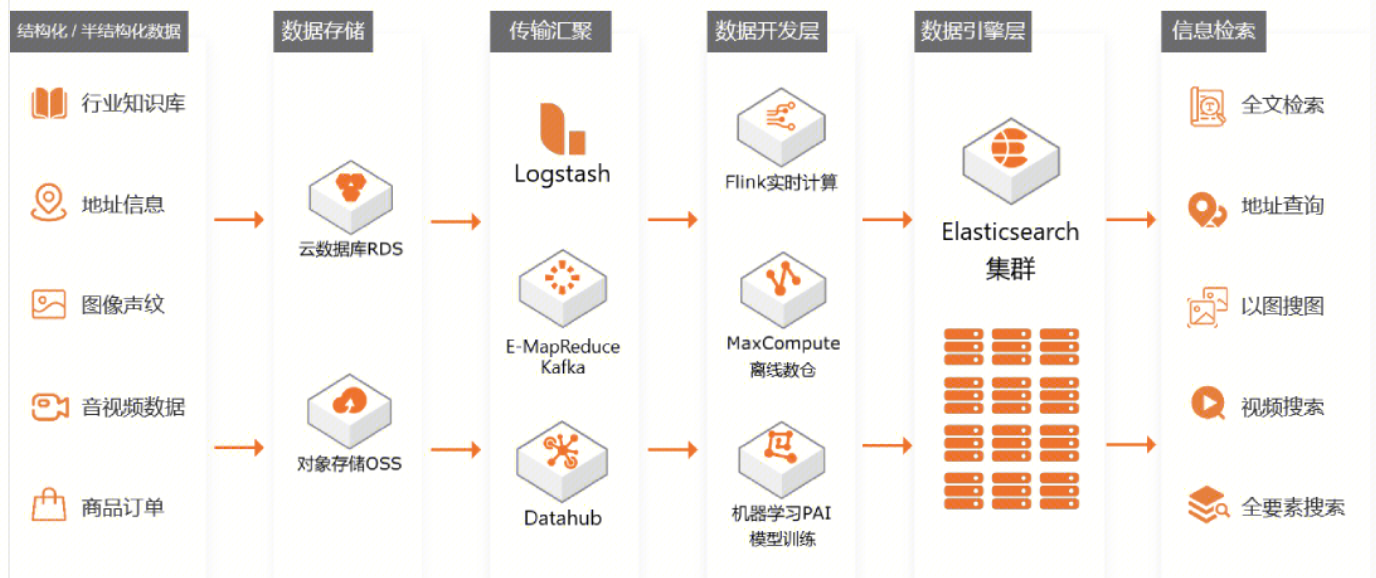 结构化 / 半结构化数据
行业知识库
地址信息
图像声纹
音视频数据
商品订单
数据存储
云数据库RDS
对象存储OSS
传输汇聚
Logstash
E-MapReduce
Kafka
Datahub
数据开发层
Flink实时计算
MaxCompute
离线数仓
机器学习PAI
模型训练
数据引擎层
Elasticsearch
集群
信息检索
全文检索
地址查询
以图搜图
视频搜索
全要素搜索